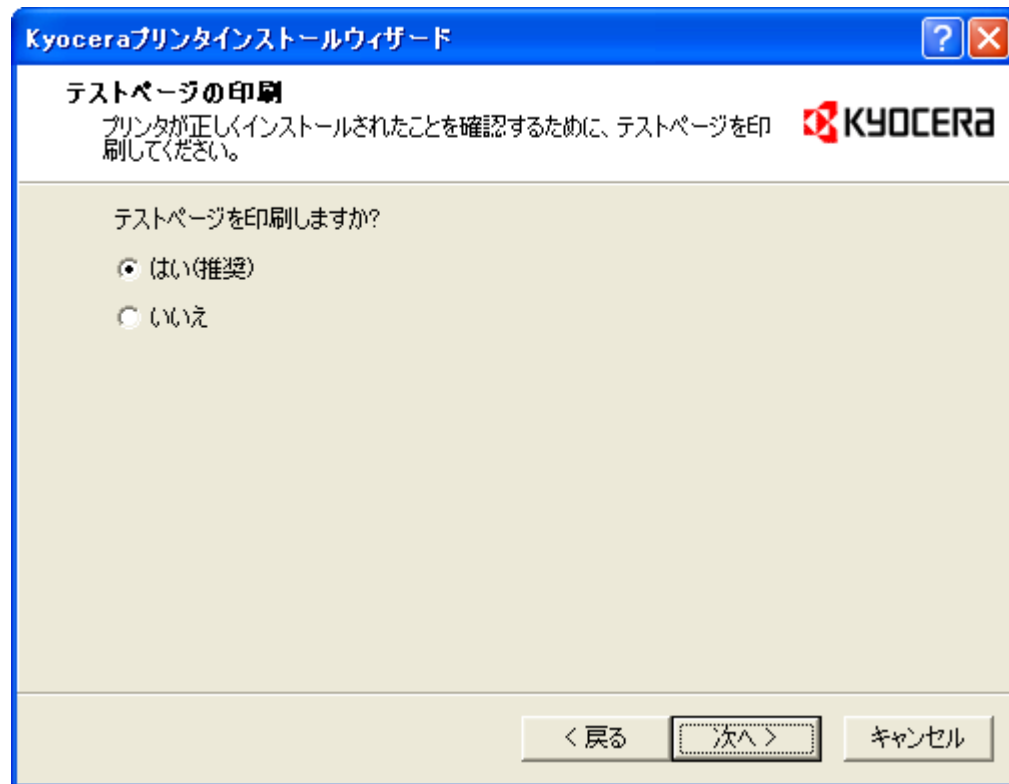 Kyoceraプリンタインストールウィザード
テストページの印刷
プリンタが正しくインストールされたことを確認するために、テストページを印
刷してください。
KYOCERA
テストページを印刷しますか?
はい(推奨)
いいえ
< 戻る
次へ >
キャンセル